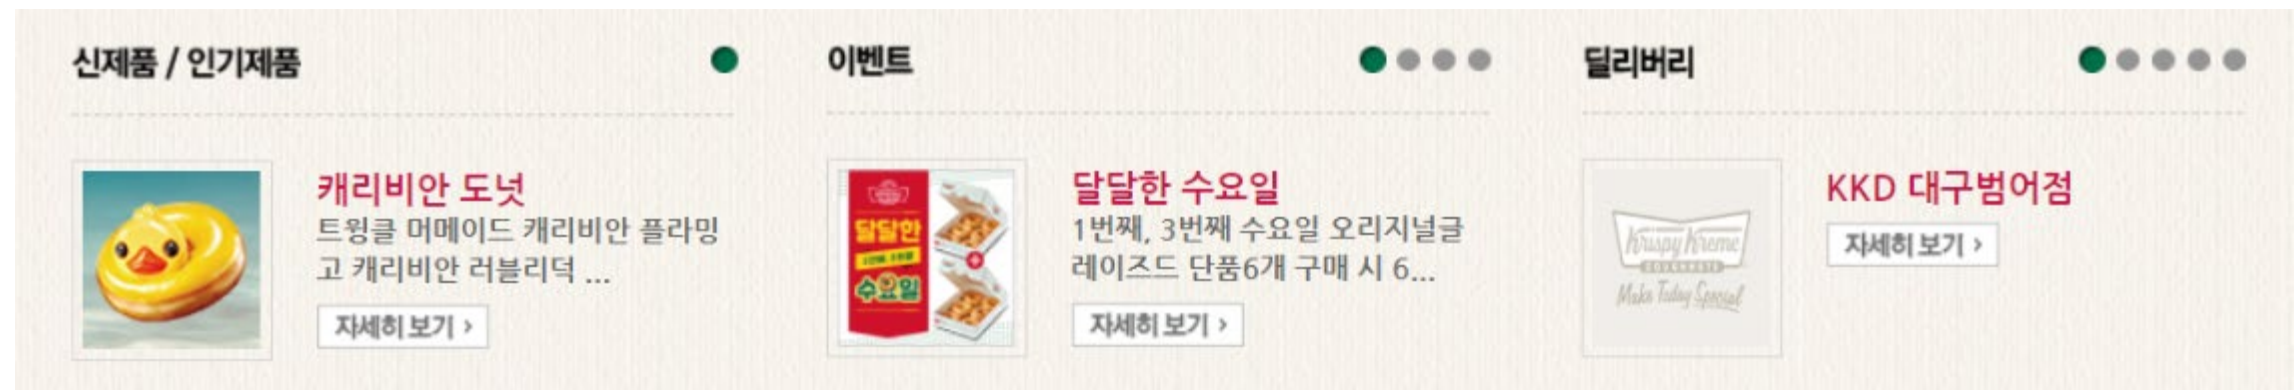 신제품 / 인기제품
캐리비안 도넛
트윙클 머메이드 캐리비안 플라밍
고 캐리비안 러블리덕 ...
자세히 보기 ›
이벤트
달달한
수요일
달달한 수요일
1번째, 3번째 수요일 오리지널글
레이즈드 단품6개 구매 시 6...
자세히 보기 ›
딜리버리
Krispy Kreme
DOUGHNUTS
Make Today Special
KKD 대구범어점
자세히 보기 ›